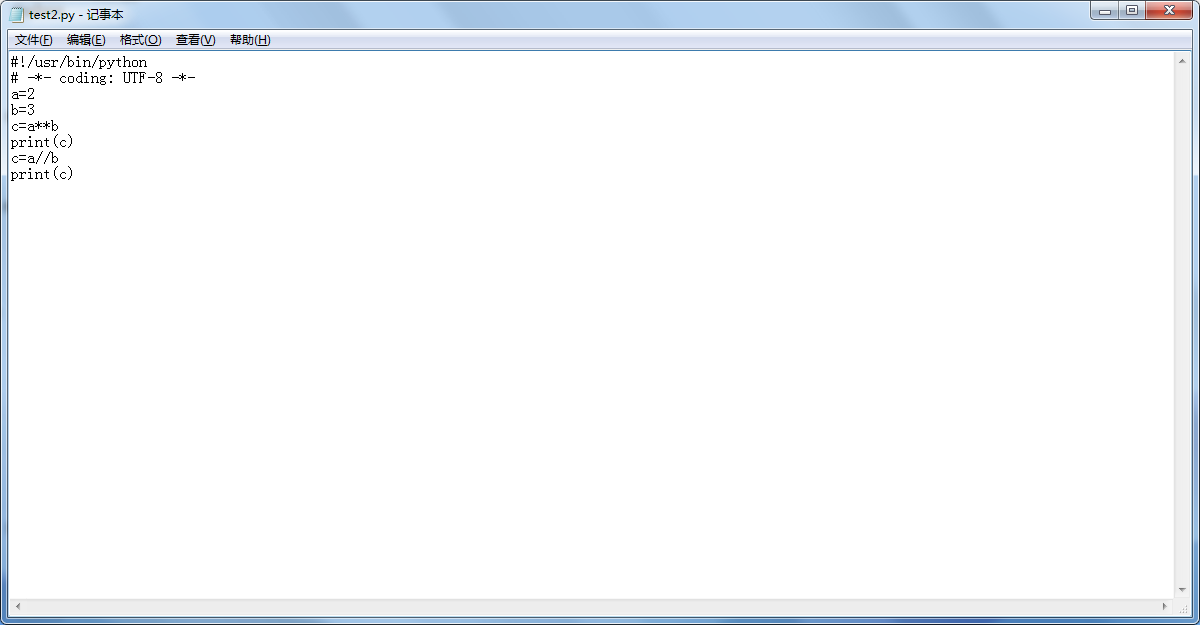 test2.py - 记事本
文件(F) 编辑(E) 格式(O) 查看(V) 帮助(H)
#!/usr/bin/python
# -*- coding: UTF-8 -*-
a=2
b=3
c=a**b
print(c)
c=a//b
print(c)